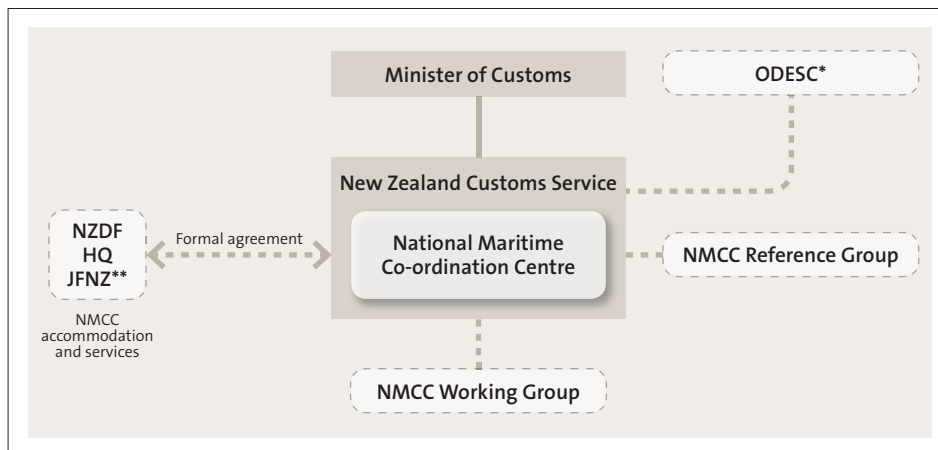 Minister of Customs
ODESC*
New Zealand Customs Service
National Maritime
Co-ordination Centre
NZDF
HQ
JFNZ**
Formal agreement
NMCC
accommodation
and services
NMCC Reference Group
NMCC Working Group